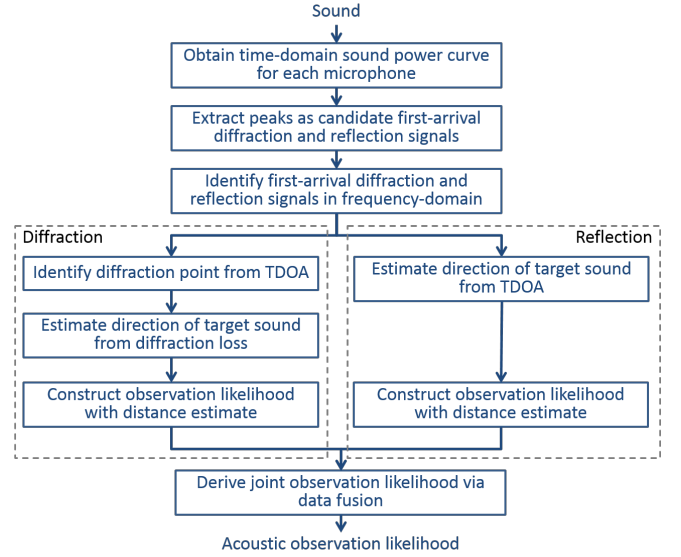 Sound
Obtain time-domain sound power curve
for each microphone
Extract peaks as candidate first-arrival
diffraction and reflection signals
Identify first-arrival diffraction and
reflection signals in frequency-domain
Diffraction
Identify diffraction point from TDOA
Estimate direction of target sound
from diffraction loss
Construct observation likelihood
with distance estimate
Reflection
Estimate direction of target sound
from TDOA
Construct observation likelihood
with distance estimate
Derive joint observation likelihood via
data fusion
Acoustic observation likelihood